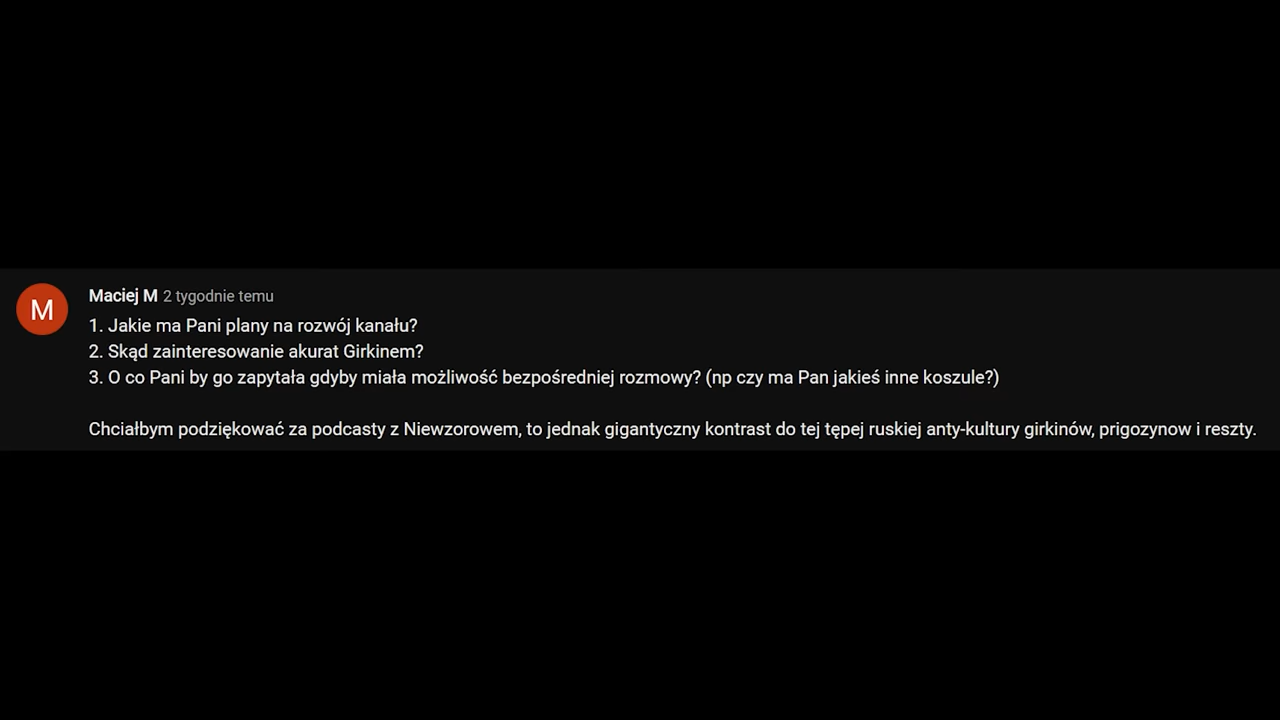 M
Maciej M 2 tygodnie temu
1. Jakie ma Pani plany na rozwój kanału?
2. Skąd zainteresowanie akurat Girkinem?
3. O co Pani by go zapytała gdyby miała możliwość bezpośredniej rozmowy? (np czy ma Pan jakieś inne koszule?)
Chciałbym podziękować za podcasty z Niewzorowem, to jednak gigantyczny kontrast do tej tępej ruskiej anty-kultury girkinów, prigozynow i reszty.